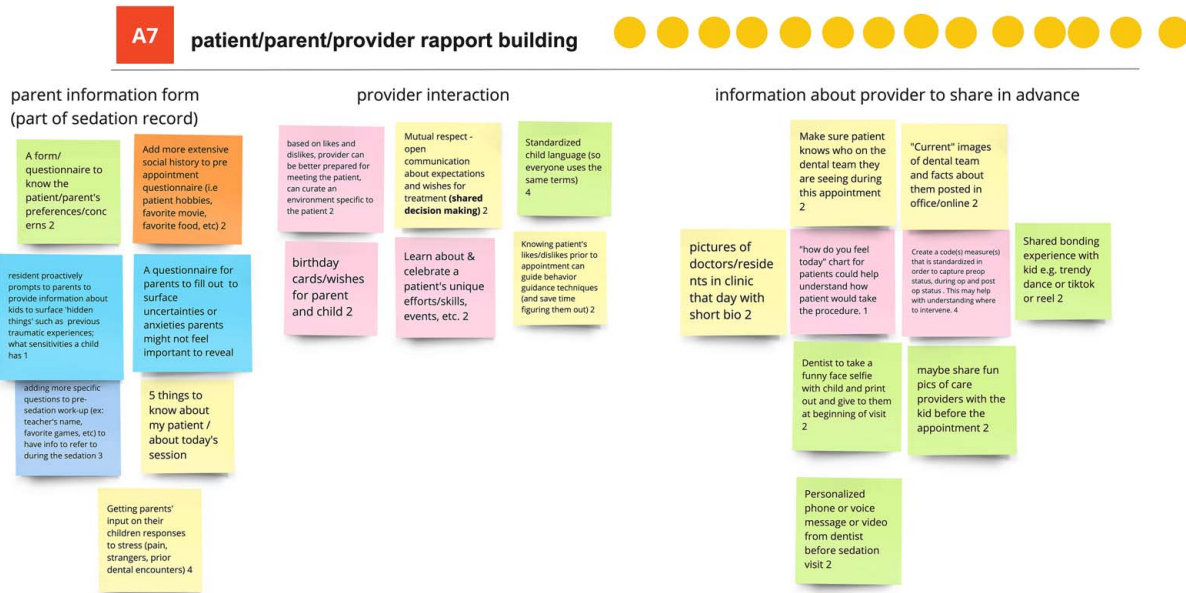 A7
patient/parent/provider rapport building
parent information form
(part of sedation record)
A form/
questionnaire to
know the
patient/parent's
preferences/conc
erns 2
Add more extensive
social history to pre
appointment
questionnaire (i.e
patient hobbies,
favorite movie,
favorite food, etc) 2
resident proactively
prompts to parents to
provide information about
kids to surface 'hidden
things' such as previous
traumatic experiences;
what sensitivities a child
has 1
A questionnaire for
parents to fill out to
surface
uncertainties or
anxieties parents
might not feel
important to reveal
adding more specific
questions to pre-
sedation work-up (ex:
teacher's name,
favorite games, etc) to
have info to refer to
during the sedation 3
5 things to
know about
my patient /
about today's
session
Getting parents'
input on their
children responses
to stress (pain,
strangers, prior
dental encounters) 4
provider interaction
based on likes and
dislikes, provider can
be better prepared for
meeting the patient,
can curate an
environment specific to
the patient 2
Mutual respect -
open
communication
about expectations
and wishes for
treatment (shared
decision making) 2
Standardized
child language (so
everyone uses the
same terms)
4
birthday
cards/wishes
for parent
and child 2
Learn about &
celebrate a
patient's unique
efforts/skills,
events, etc. 2
Knowing patient's
likes/dislikes prior to
appointment can
guide behavior
guidance techniques
(and save time
figuring them out) 2
information about provider to share in advance
Make sure patient
knows who on the
dental team they
are seeing during
this appointment
2
"Current" images
of dental team
and facts about
them posted in
office/online 2
pictures of
doctors/reside
nts in clinic
that day with
short bio 2
"how do you feel
today" chart for
patients could help
understand how
patient would take
the procedure. 1
Create a code(s) measure(s)
that is standardized in
order to capture preop
status, during op and post
op status . This may help
with understanding where
to intervene. 4
Shared bonding
experience with
kid e.g. trendy
dance or tiktok
or reel 2
Dentist to take a
funny face selfie
with child and print
out and give to them
at beginning of visit
2
maybe share fun
pics of care
providers with the
kid before the
appointment 2
Personalized
phone or voice
message or video
from dentist
before sedation
visit 2